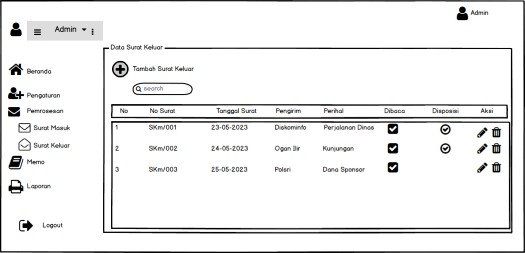 Admin
Admin
Data Surat Keluar
Beranda
Tambah Surat Keluar
search
Pengaturan
Pemrosesan
Surat Masuk
Surat Keluar
Memo
Laporan
Logout
No No Surat Tanggal Surat Pengirim Perihal Dibaca Disposisi Aksi
1 SKm/001 23-05-2023 Diskominfo Perjalanan Dinas
2 SKm/002 24-05-2023 Ogan Ilir Kunjungan
3 SKm/003 25-05-2023 Polsri Dana Sponsor